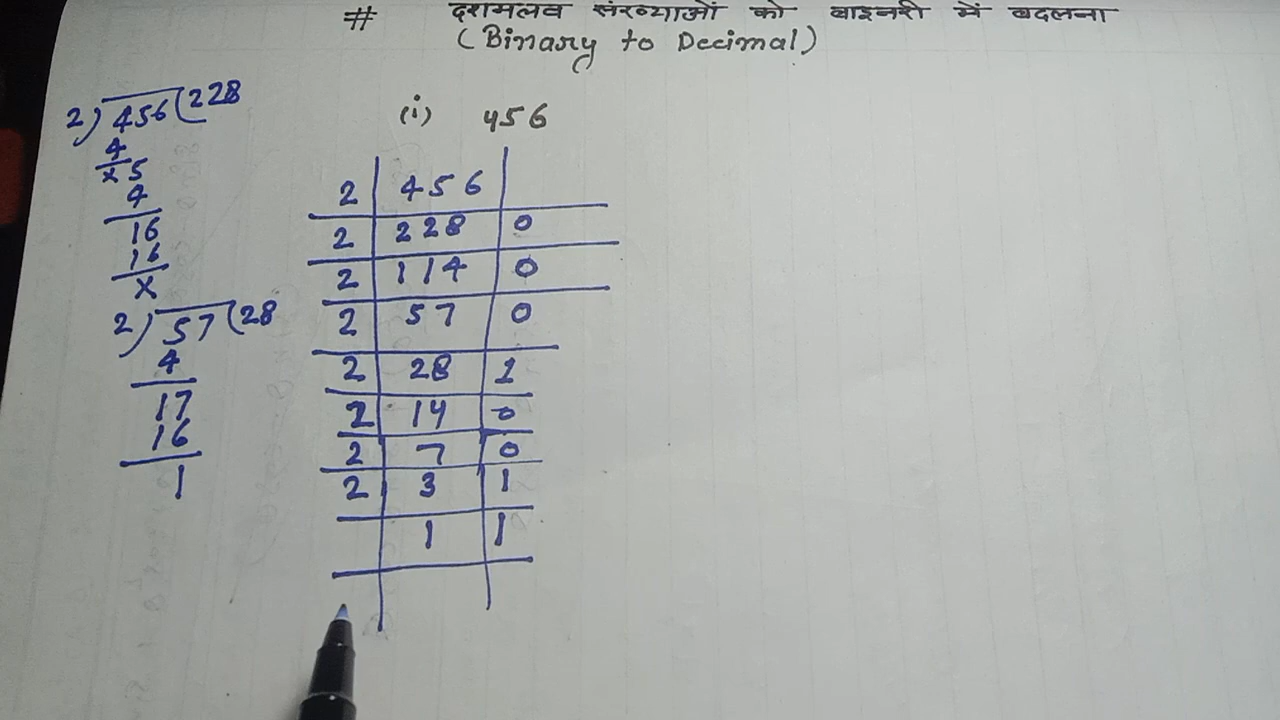 # दशमलव संख्याओं को बाइनरी में बदलना
(Binary to Decimal)
2) 456 (228
4
x5
4
16
16
x
2) 57 (28
4
17
16
1
(i) 456
2 456
2 228 0
2 114 0
2 57 0
2 28 1
2 14 0
2 7 0
2 3 1
1 1